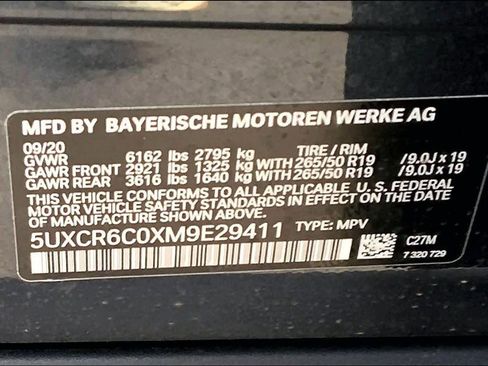 MFD BY BAYERISCHE MOTOREN WERKE AG
09/20 TIRE / RIM
GVWR 6162 lbs 2795 kg
GAWR FRONT 2921 lbs 1325 kg WITH 265/50 R19 /9.0J x 19
GAWR REAR 3616 lbs 1640 kg WITH 265/50 R19 /9.0J x 19
THIS VEHICLE CONFORMS TO ALL APPLICABLE U. S. FEDERAL
MOTOR VEHICLE SAFETY STANDARDS IN EFFECT ON THE DATE
OF MANUFACTURE SHOWN ABOVE.
5UXCR6C0XM9E29411 TYPE: MPV
C27M
7 320 729